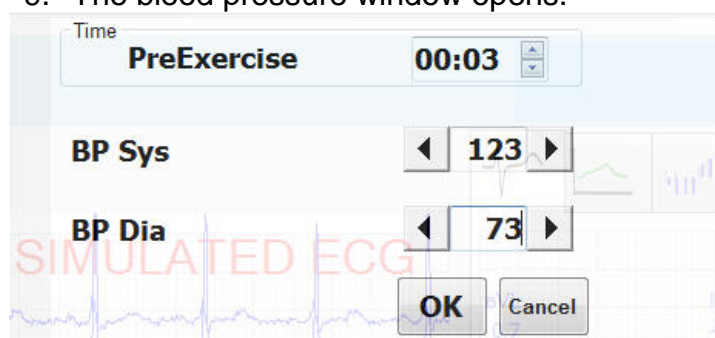 The blood pressure window opens.
Time
PreExercise 00:03
BP Sys 123
BP Dia 73
SIMULATED ECG
OK Cancel